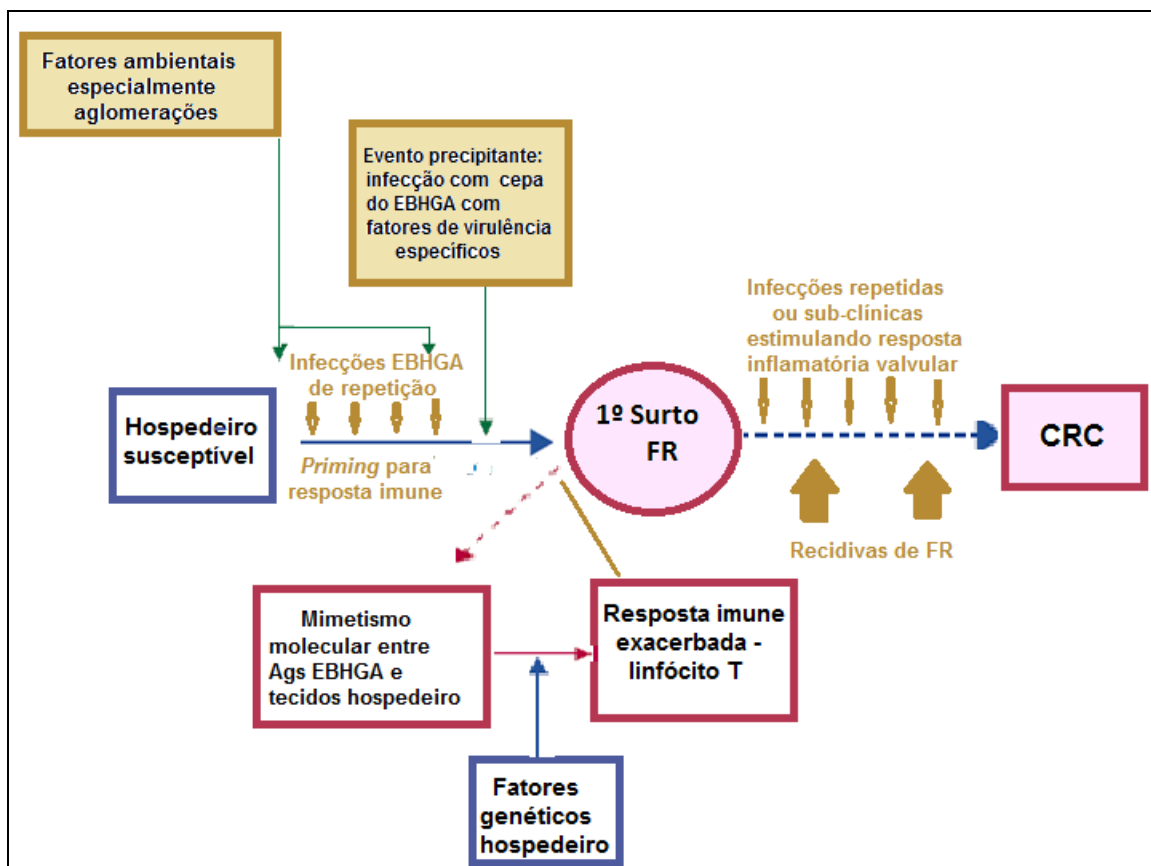 Fatores ambientais
especialmente
aglomerações
Evento precipitante:
infecção com cepa
do EBHGA com
fatores de virulência
específicos
Infecções EBHGA
de repetição
Hospedeiro
susceptível
Priming para
resposta imune
1º Surto
FR
Infecções repetidas
ou sub-clínicas
estimulando resposta
inflamatória valvular
CRC
Recidivas de FR
Mimetismo
molecular entre
Ags EBHGA e
tecidos hospedeiro
Resposta imune
exacerbada -
linfócito T
Fatores
genéticos
hospedeiro